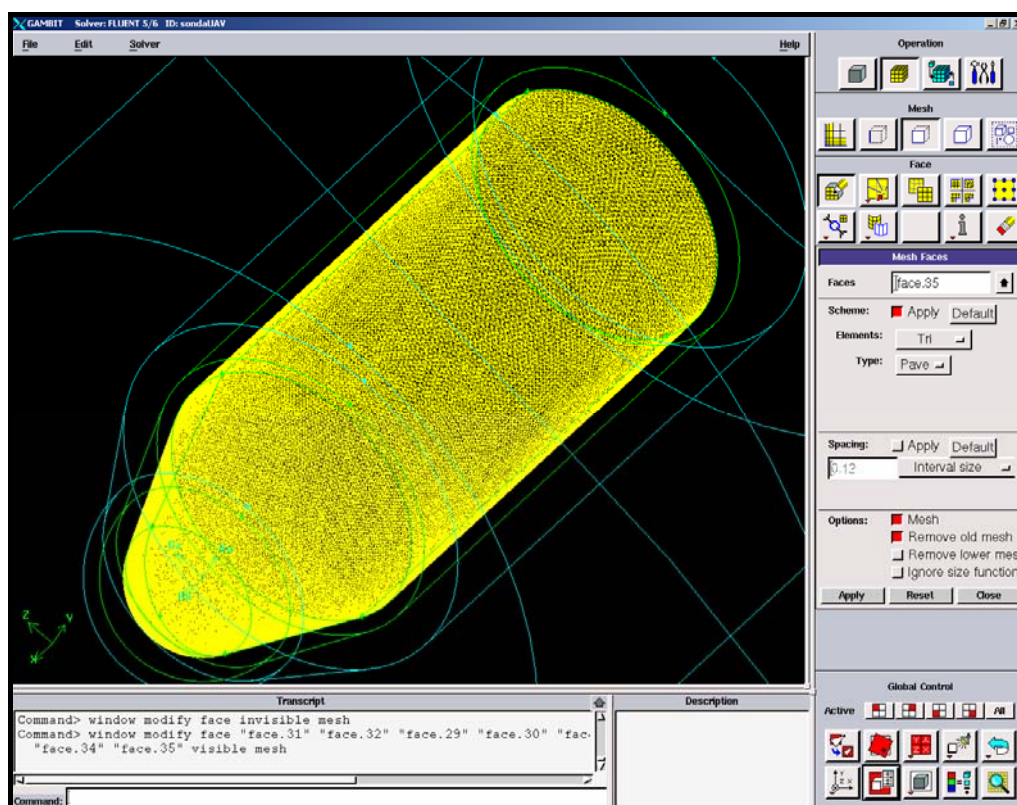 GAMBIT Solver: FLUENT 5/6 ID: sondaUAV
File Edit Solver Help
Operation
Mesh
Face
Mesh Faces
Faces face.35
Scheme: Apply Default
Elements: Tri
Type: Pave
Spacing: Apply Default
0.12 Interval size
Options: Mesh
Remove old mesh
Remove lower mes
Ignore size function
Apply Reset Close
Z Y X
Transcript
Command> window modify face invisible mesh
Command> window modify face "face.31" "face.32" "face.29" "face.30" "fac
"face.34" "face.35" visible mesh
Command:
Description
Global Control
Active All